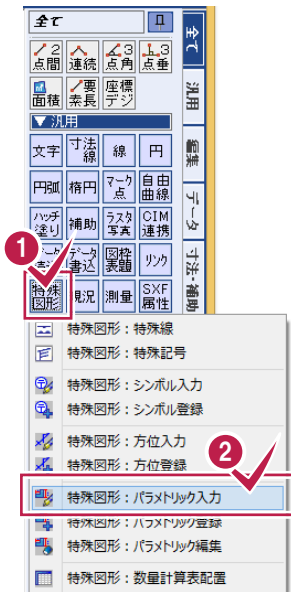 全て
2点間 連続 3点角 3点垂
面積 要素長 座標デジ
▼ 汎用
文字 寸法線 線 円
円弧 楕円 マーク点 自由曲線
ハッチ塗り 補助 ラスタ写真 CIM連携
データ データ書込 図枠表題 リンク
特殊図形 現況 測量 SXF属性
全て
汎用
編集
データ
寸法・補助
1
特殊図形：特殊線
特殊図形：特殊記号
特殊図形：シンボル入力
特殊図形：シンボル登録
特殊図形：方位入力
特殊図形：方位登録
2
特殊図形：パラメトリック入力
特殊図形：パラメトリック登録
特殊図形：パラメトリック編集
特殊図形：数量計算表配置